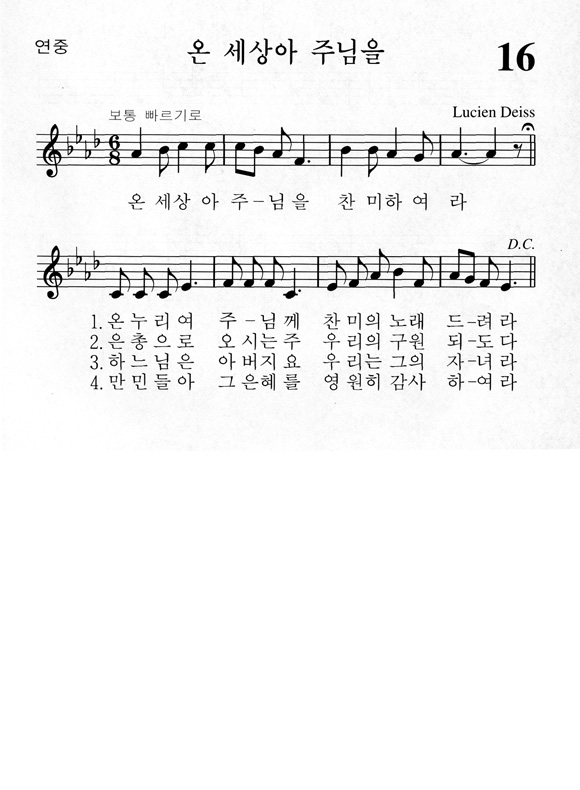 연중 온 세상아 주님을 16
보통 빠르기로 Lucien Deiss
온 세상 아 주-님 을 찬 미하 여 라
D.C.
1. 온 누 리 여 주 -님 께 찬 미의 노래 드-려 라
2. 은 총 으 로 오 시는 주 우 리의 구원 되-도 다
3. 하 느 님 은 아 버지 요 우 리는 그의 자-녀 라
4. 만 민 들 아 그 은혜 를 영 원히 감사 하-여 라